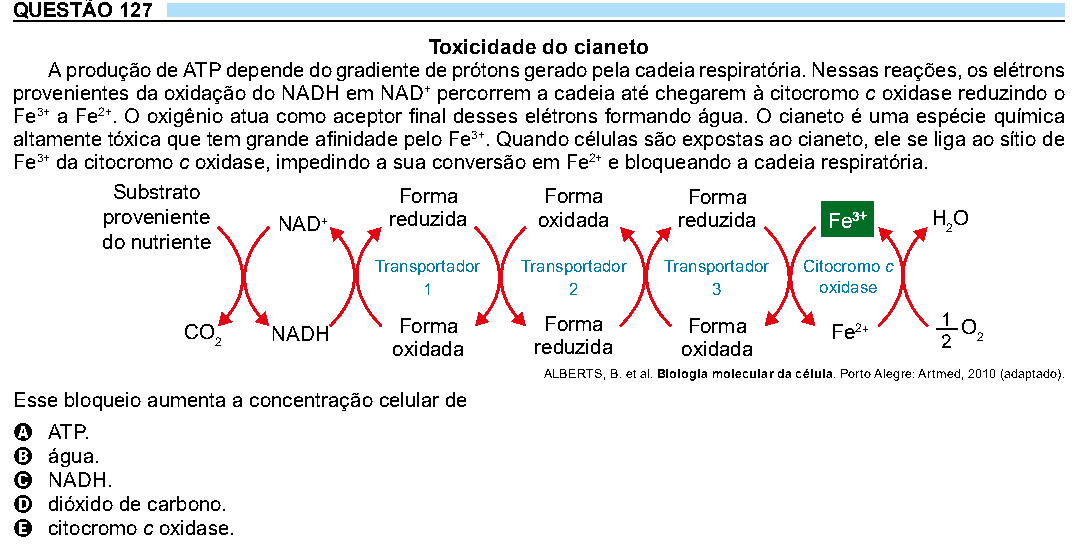 QUESTÃO 127
Toxicidade do cianeto
A produção de ATP depende do gradiente de prótons gerado pela cadeia respiratória. Nessas reações, os elétrons
provenientes da oxidação do NADH em NAD⁺ percorrem a cadeia até chegarem à citocromo c oxidase reduzindo o
Fe³⁺ a Fe²⁺. O oxigênio atua como aceptor final desses elétrons formando água. O cianeto é uma espécie química
altamente tóxica que tem grande afinidade pelo Fe³⁺. Quando células são expostas ao cianeto, ele se liga ao sítio de
Fe³⁺ da citocromo c oxidase, impedindo a sua conversão em Fe²⁺ e bloqueando a cadeia respiratória.
Substrato
proveniente
do nutriente
NAD⁺
Forma
reduzida
Forma
oxidada
Forma
reduzida
Fe³⁺
H₂O
Transportador
1
Transportador
2
Transportador
3
Citocromo c
oxidase
CO₂
NADH
Forma
oxidada
Forma
reduzida
Forma
oxidada
Fe²⁺
1/2 O₂
ALBERTS, B. et al. Biologia molecular da célula. Porto Alegre: Artmed, 2010 (adaptado).
Esse bloqueio aumenta a concentração celular de
A ATP.
B água.
C NADH.
D dióxido de carbono.
E citocromo c oxidase.